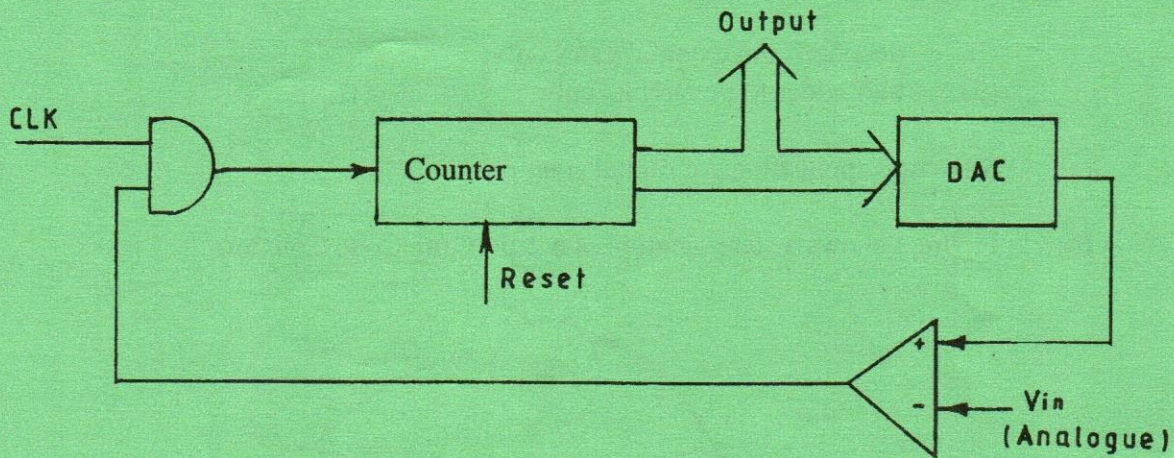 Output
CLK
Counter
DAC
Reset
+
-
Vin
(Analogue)